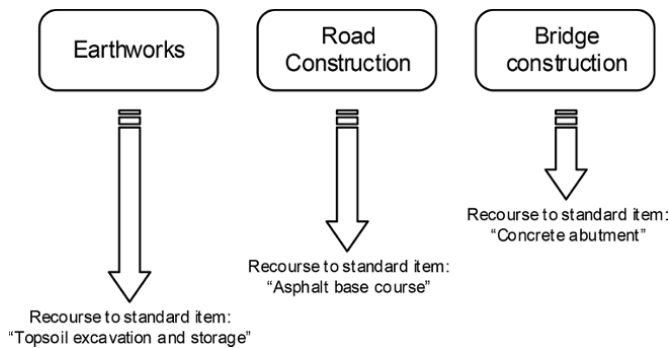 Earthworks
Road
Construction
Bridge
construction
Recourse to standard item:
“Concrete abutment”
Recourse to standard item:
“Asphalt base course”
Recourse to standard item:
“Topsoil excavation and storage”